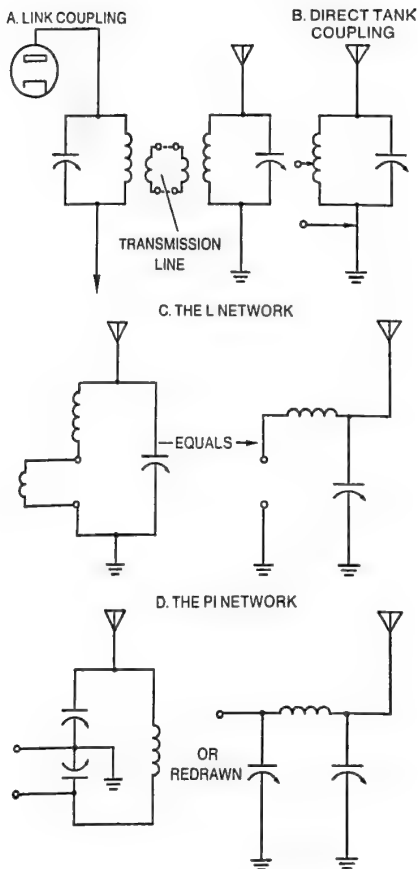 A. LINK COUPLING
B. DIRECT TANK
COUPLING
TRANSMISSION
LINE
C. THE L NETWORK
EQUALS
D. THE PI NETWORK
OR
REDRAWN